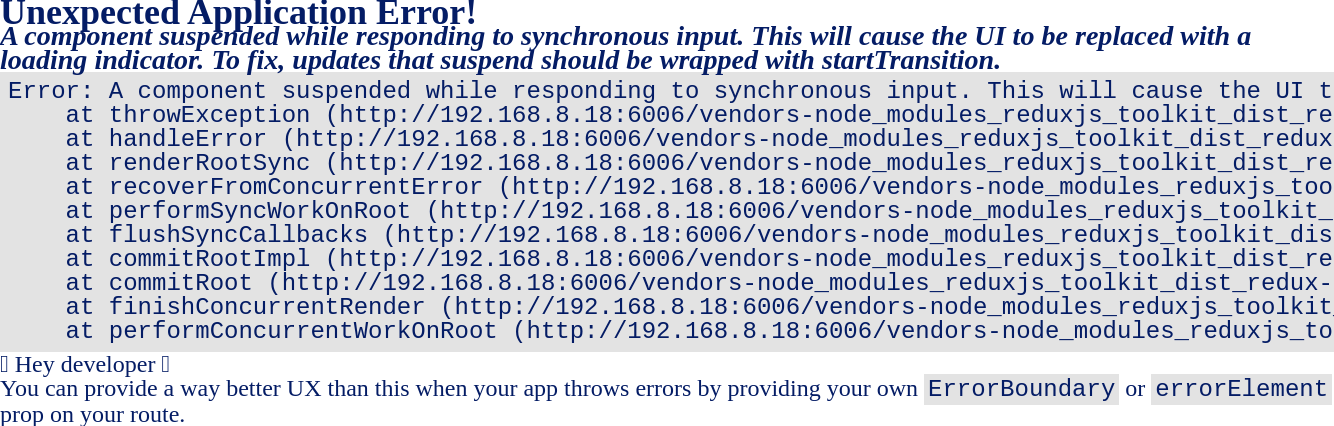 Unexpected Application Error!
A component suspended while responding to synchronous input. This will cause the UI to be replaced with a
loading indicator. To fix, updates that suspend should be wrapped with startTransition.
Error: A component suspended while responding to synchronous input. This will cause the UI t
at throwException (http://192.168.8.18:6006/vendors-node_modules_reduxjs_toolkit_dist_re
at handleError (http://192.168.8.18:6006/vendors-node_modules_reduxjs_toolkit_dist_redux
at renderRootSync (http://192.168.8.18:6006/vendors-node_modules_reduxjs_toolkit_dist_re
at recoverFromConcurrentError (http://192.168.8.18:6006/vendors-node_modules_reduxjs_too
at performSyncWorkOnRoot (http://192.168.8.18:6006/vendors-node_modules_reduxjs_toolkit_
at flushSyncCallbacks (http://192.168.8.18:6006/vendors-node_modules_reduxjs_toolkit_dis
at commitRootImpl (http://192.168.8.18:6006/vendors-node_modules_reduxjs_toolkit_dist_re
at commitRoot (http://192.168.8.18:6006/vendors-node_modules_reduxjs_toolkit_dist_redux-
at finishConcurrentRender (http://192.168.8.18:6006/vendors-node_modules_reduxjs_toolkit_
at performConcurrentWorkOnRoot (http://192.168.8.18:6006/vendors-node_modules_reduxjs_to
Hey developer
You can provide a way better UX than this when your app throws errors by providing your own ErrorBoundary or errorElement
prop on your route.